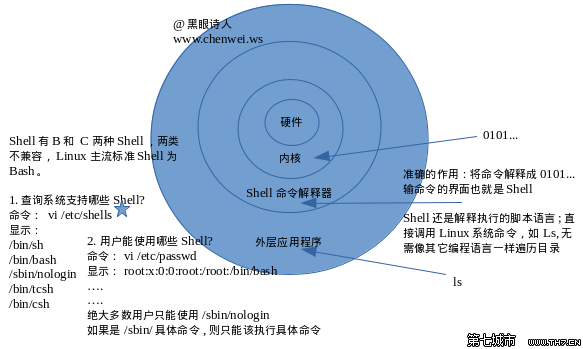 @ 黑眼诗人
www.chenwei.ws
硬件
内核
Shell 命令解释器
外层应用程序
Shell 有 B 和 C 两种 Shell，两类
不兼容，Linux 主流标准 Shell 为
Bash。
1. 查询系统支持哪些 Shell?
命令： vi /etc/shells
显示：
/bin/sh
/bin/bash
/sbin/nologin
/bin/tcsh
/bin/csh
2. 用户能使用哪些 Shell?
命令： vi /etc/passwd
显示： root:x:0:0:root:/root:/bin/bash
....
....
绝大多数用户只能使用 /sbin/nologin
如果是 /sbin/ 具体命令 , 则只能该执行具体命令
0101...
准确的作用：将命令解释成 0101...
输命令的界面也就是 Shell
Shell 还是解释执行的脚本语言；直
接调用 Linux 系统命令，如 Ls, 无
需像其它编程语言一样遍历目录
ls
第七城市
WWW.TH7.CN